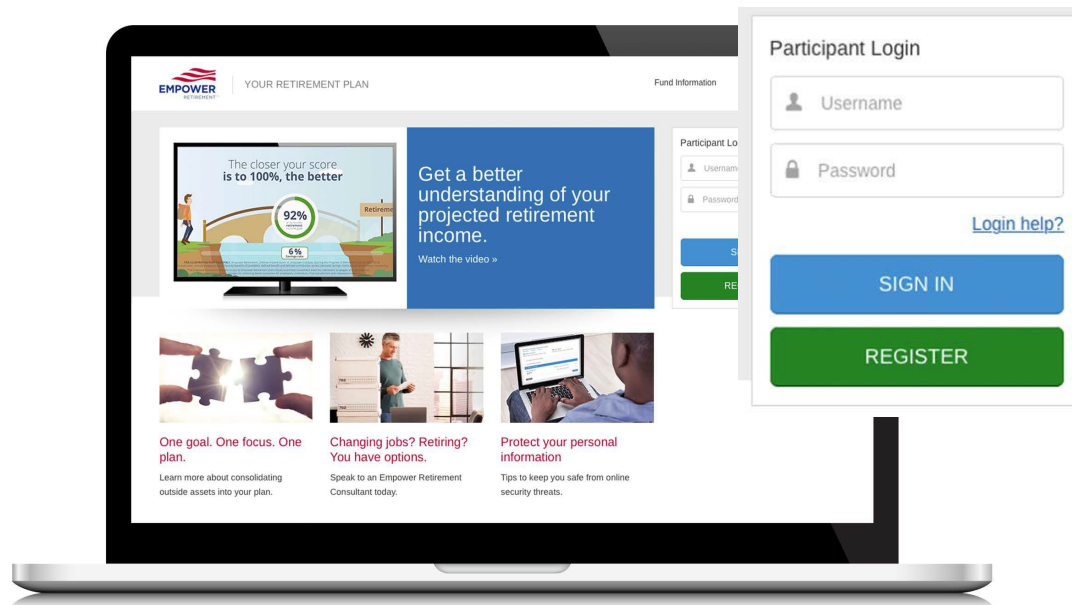 EMPOWER
RETIREMENT
YOUR RETIREMENT PLAN
Fund Information
The closer your score
is to 100%, the better
92%
Retireme
6%
Get a better
understanding of your
projected retirement
income.
Watch the video »
Participant Lo
Usernam
Password
S
RE
Participant Login
Username
Password
Login help?
SIGN IN
REGISTER
One goal. One focus. One
plan.
Learn more about consolidating
outside assets into your plan.
Changing jobs? Retiring?
You have options.
Speak to an Empower Retirement
Consultant today.
Protect your personal
information
Tips to keep you safe from online
security threats.